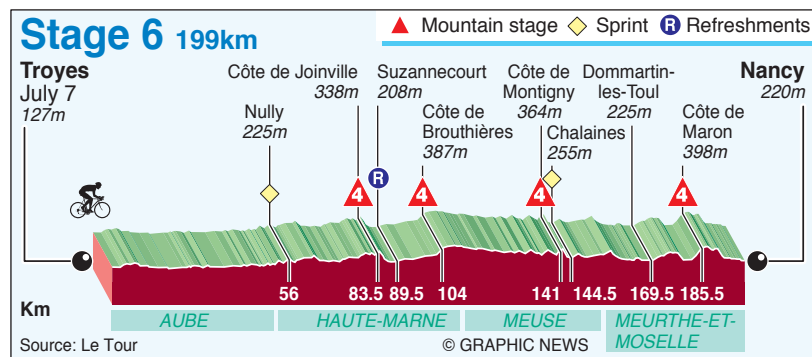 Stage 6 199km
Mountain stage Sprint R Refreshments
Troyes
July 7
127m
Nully
225m
Côte de Joinville
338m
Suzannecourt
208m
Côte de
Brouthières
387m
Côte de
Montigny
364m
Chalaines
255m
Dommartin-
les-Toul
225m
Côte de
Maron
398m
Nancy
220m
4 R 4 4 4
56 83.5 89.5 104 141 144.5 169.5 185.5
Km
AUBE HAUTE-MARNE MEUSE MEURTHE-ET-
MOSELLE
Source: Le Tour © GRAPHIC NEWS